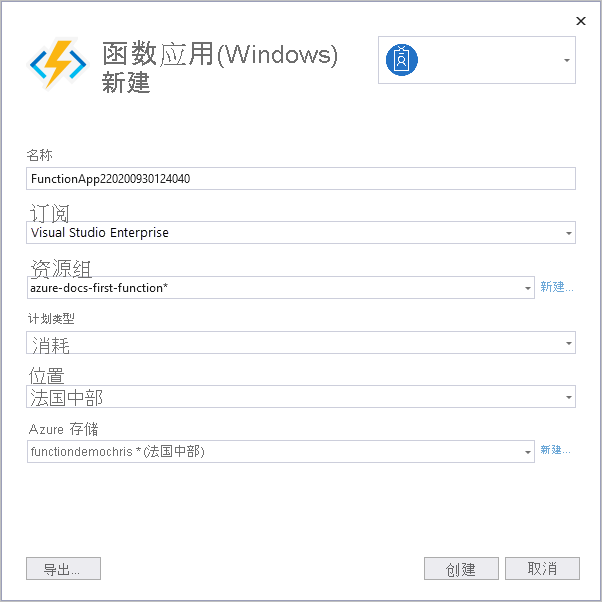 函数应用(Windows)
新建
名称
FunctionApp220200930124040
订阅
Visual Studio Enterprise
资源组
azure-docs-first-function*
新建...
计划类型
消耗
位置
法国中部
Azure 存储
functiondemochris * (法国中部)
新建...
导出...
创建
取消